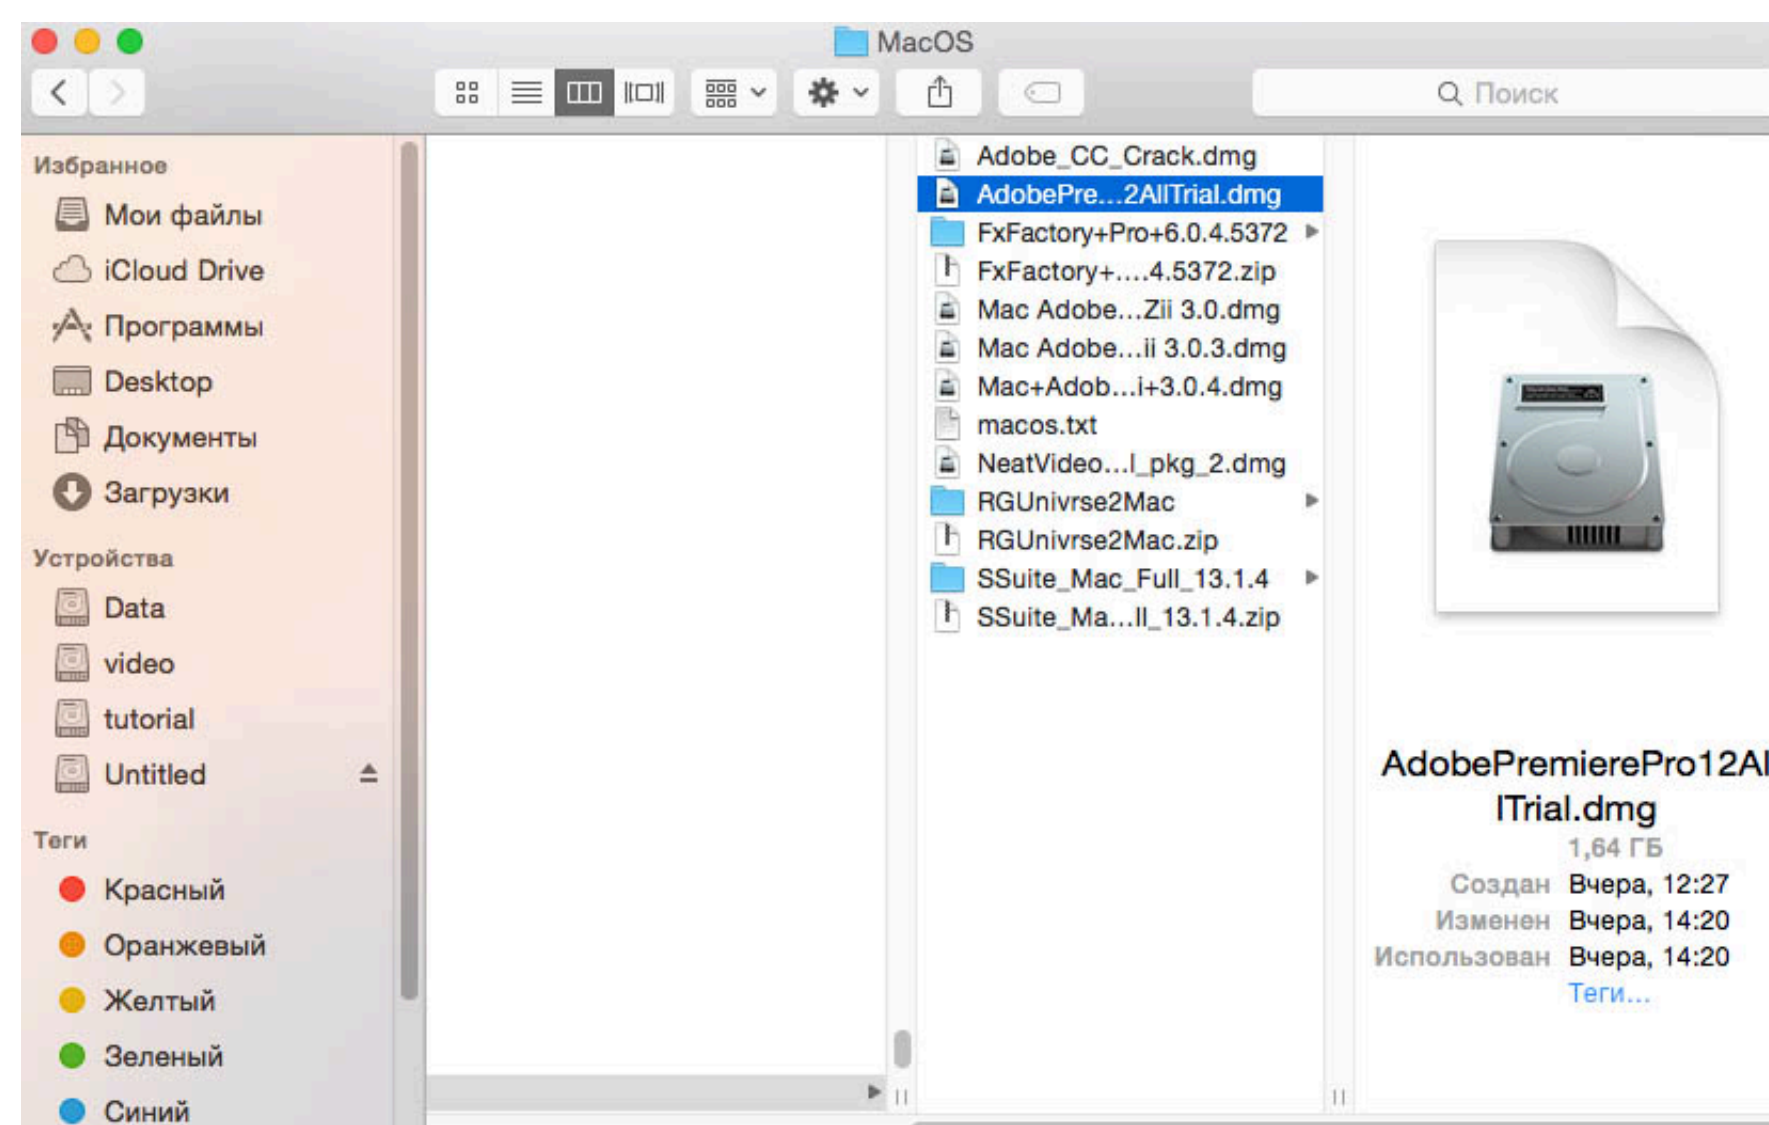 MacOS
Поиск
Избранное
Мои файлы
iCloud Drive
Программы
Desktop
Документы
Загрузки
Устройства
Data
video
tutorial
Untitled
Теги
Красный
Оранжевый
Желтый
Зеленый
Синий
Adobe_CC_Crack.dmg
AdobePre...2AllTrial.dmg
FxFactory+Pro+6.0.4.5372
FxFactory+....4.5372.zip
Mac Adobe...Zii 3.0.dmg
Mac Adobe...ii 3.0.3.dmg
Mac+Adob...i+3.0.4.dmg
macos.txt
NeatVideo...l_pkg_2.dmg
RGUnivrse2Mac
RGUnivrse2Mac.zip
SSuite_Mac_Full_13.1.4
SSuite_Ma...ll_13.1.4.zip
AdobePremierePro12Al
lTrial.dmg
1,64 ГБ
Создан Вчера, 12:27
Изменен Вчера, 14:20
Использован Вчера, 14:20
Теги...